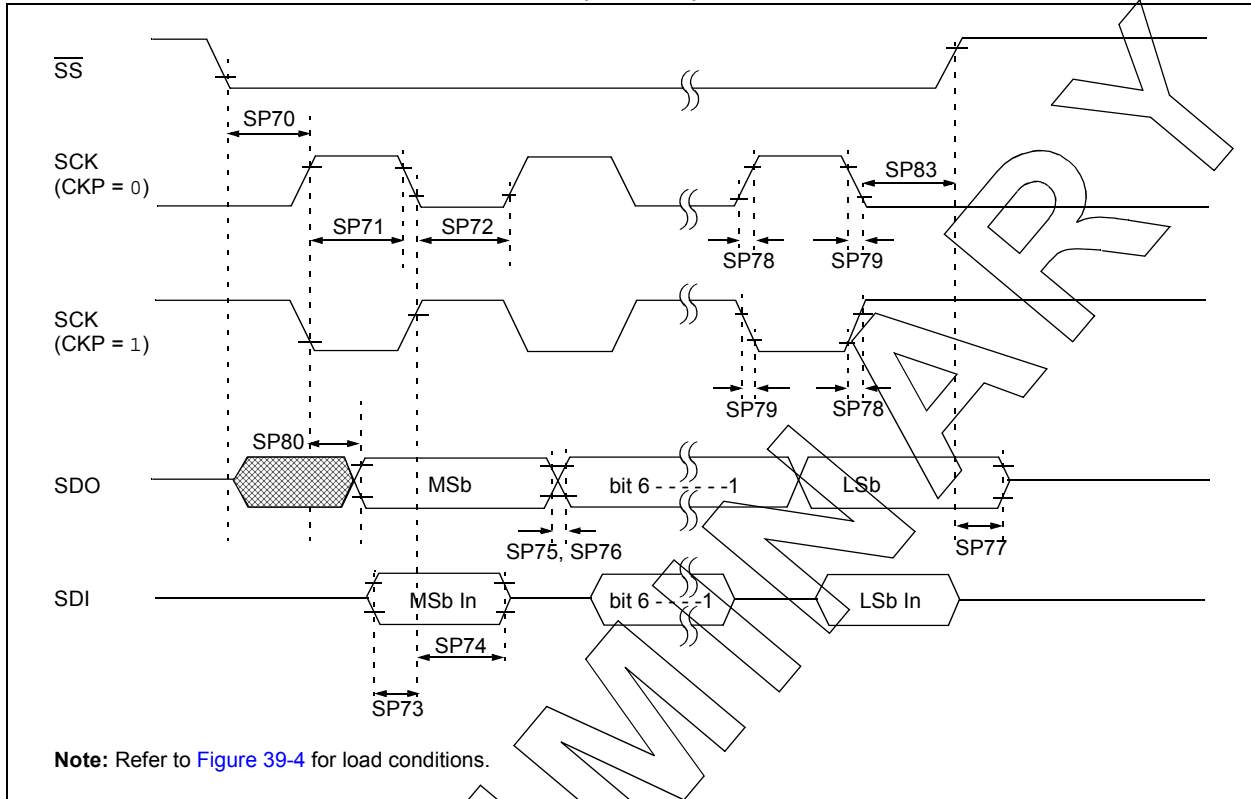 SS
SP70
SCK
(CKP = 0)
SP83
SP71
SP72
SP78
SP79
SCK
(CKP = 1)
SP79
SP78
SP80
SDO
MSb
bit 6 - - - - - -1
LSb
SP75, SP76
SP77
SDI
MSb In
bit 6 - - - -1
LSb In
SP74
SP73
Note: Refer to Figure 39-4 for load conditions.
MINARY